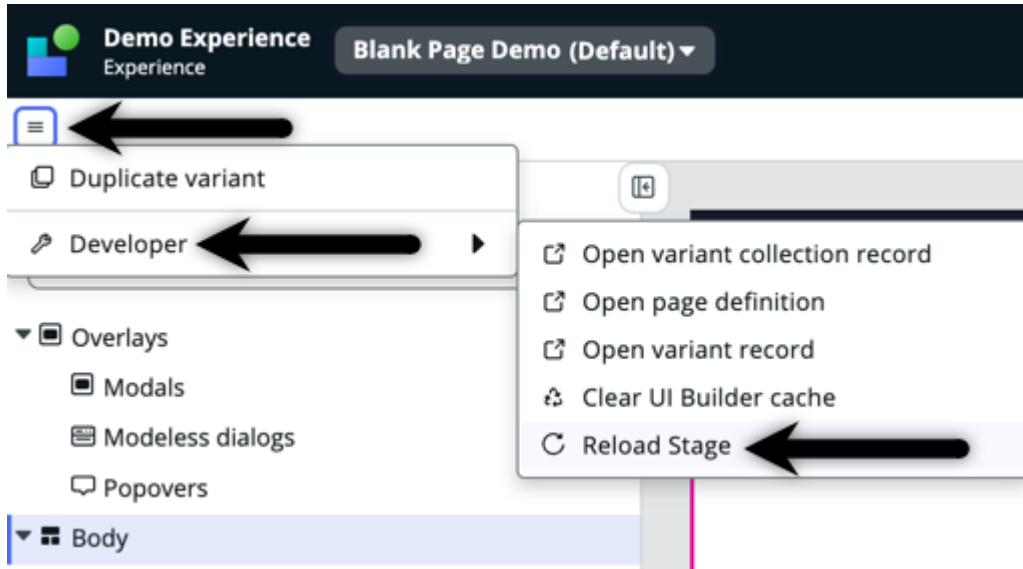 Demo Experience
Experience
Blank Page Demo (Default)
Duplicate variant
Developer
Open variant collection record
Open page definition
Open variant record
Clear UI Builder cache
Reload Stage
Overlays
Modals
Modeless dialogs
Popovers
Body